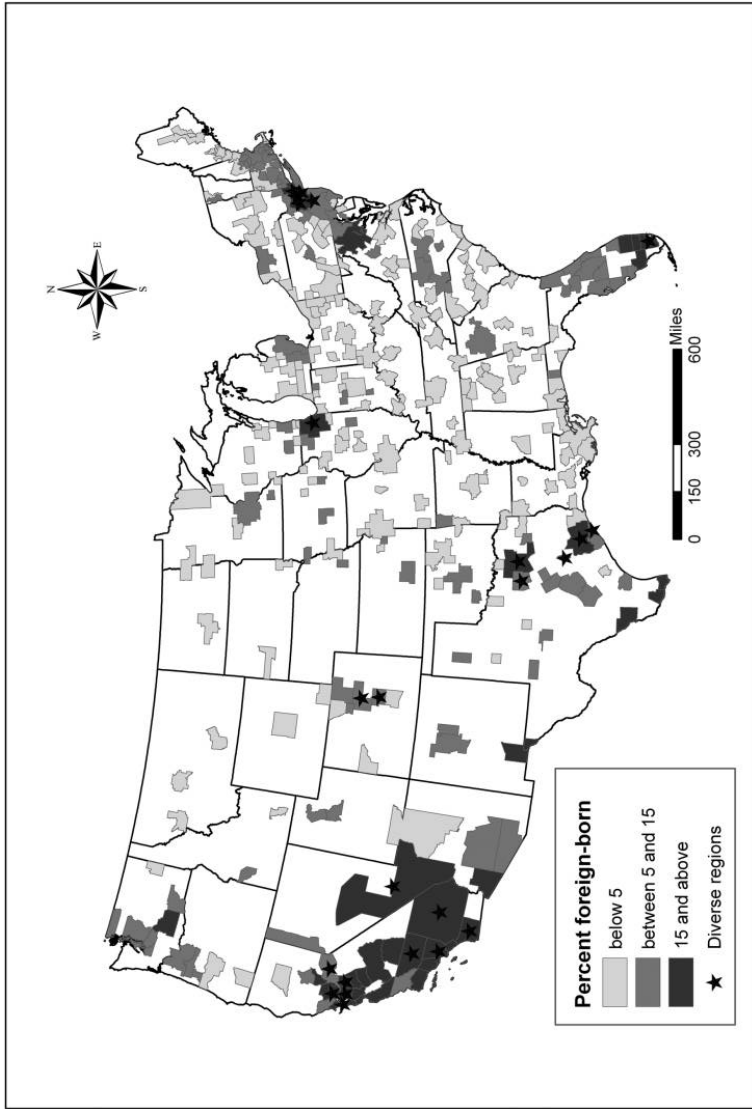 N
W
E
S
0 150 300 600
Miles
Percent foreign-born
below 5
between 5 and 15
15 and above
Diverse regions